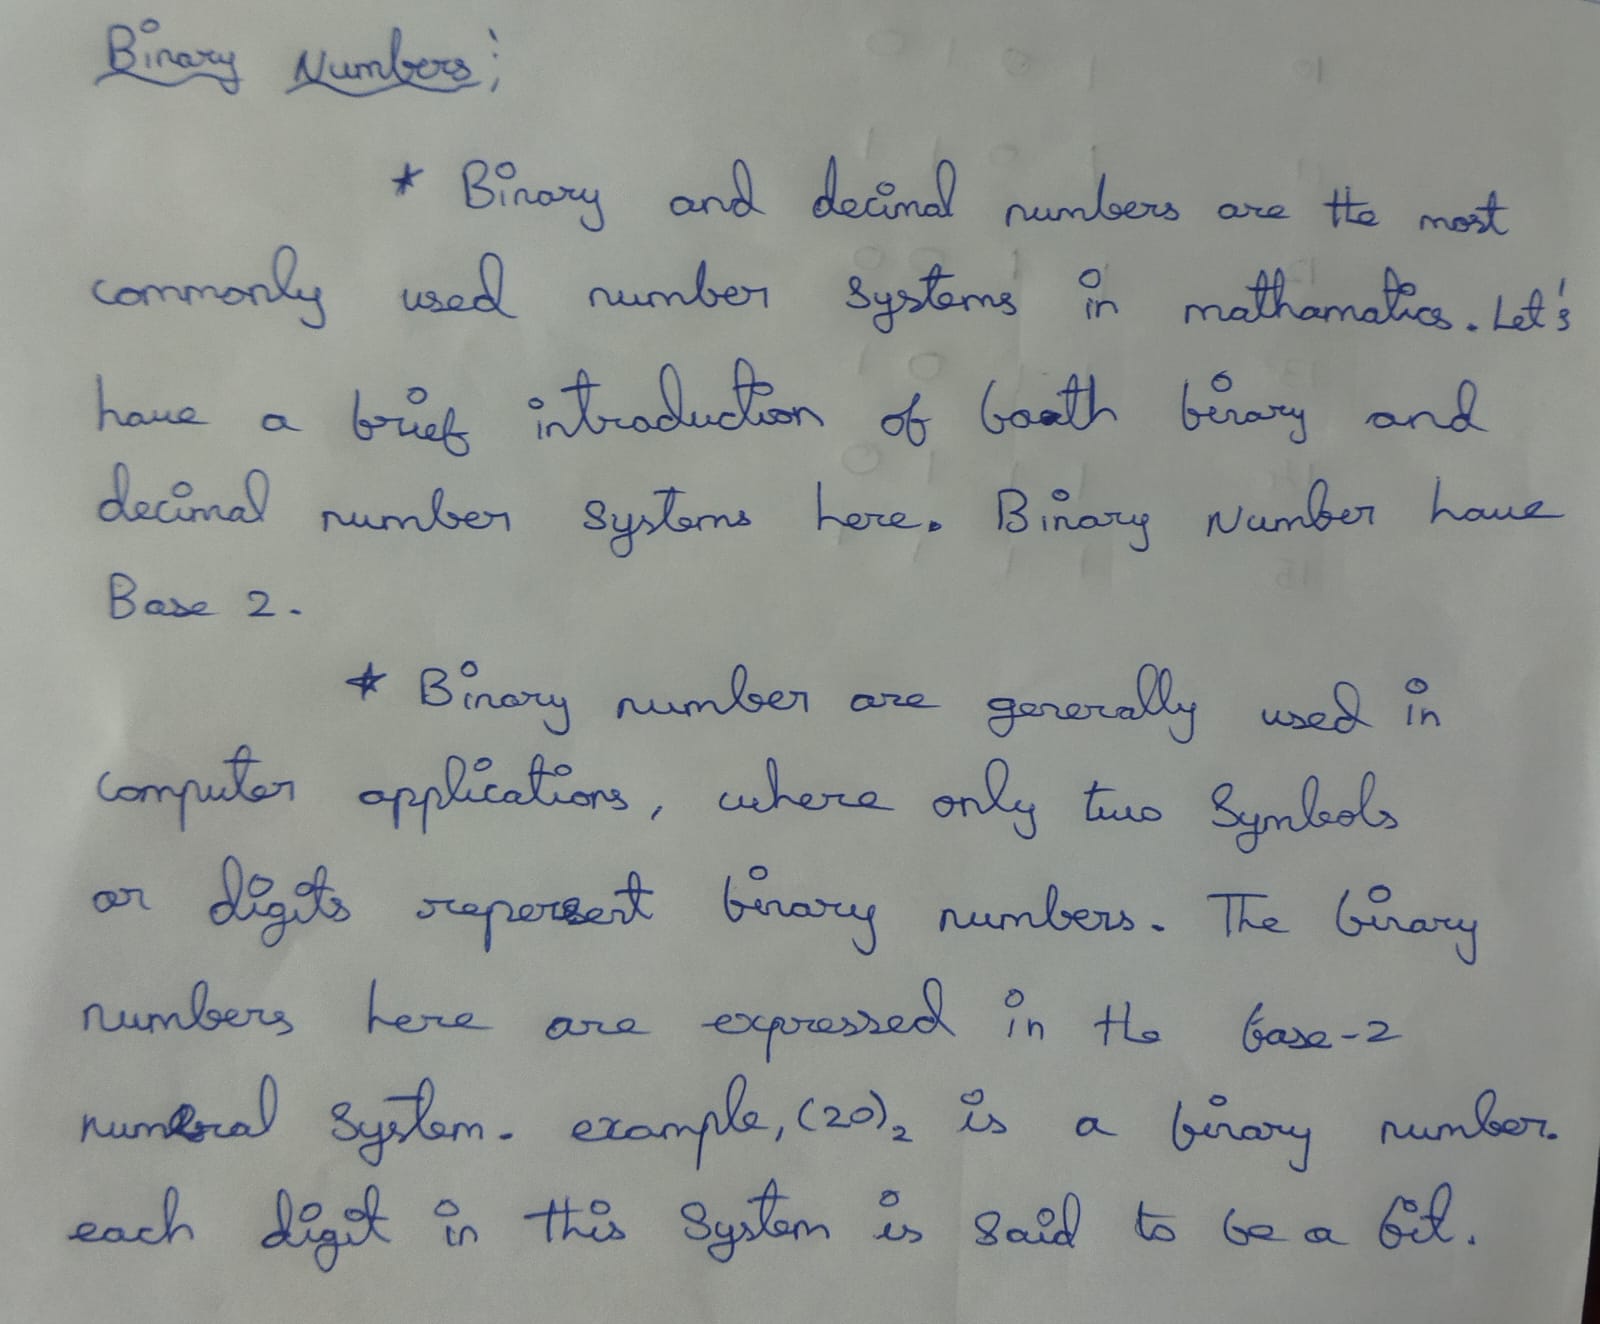 Binary Numbers:
* Binary and decimal numbers are the most
commonly used number systems in mathamatics. Let's
have a brief introduction of boath binary and
decimal number systems here. Binary Number have
Base 2.
* Binary number are generally used in
computer applications, where only two Symbols
or digits repersent binary numbers. The binary
numbers here are expressed in the base-2
numeral System. example, (20)₂ is a binary number.
each digit in this System is said to be a bit.